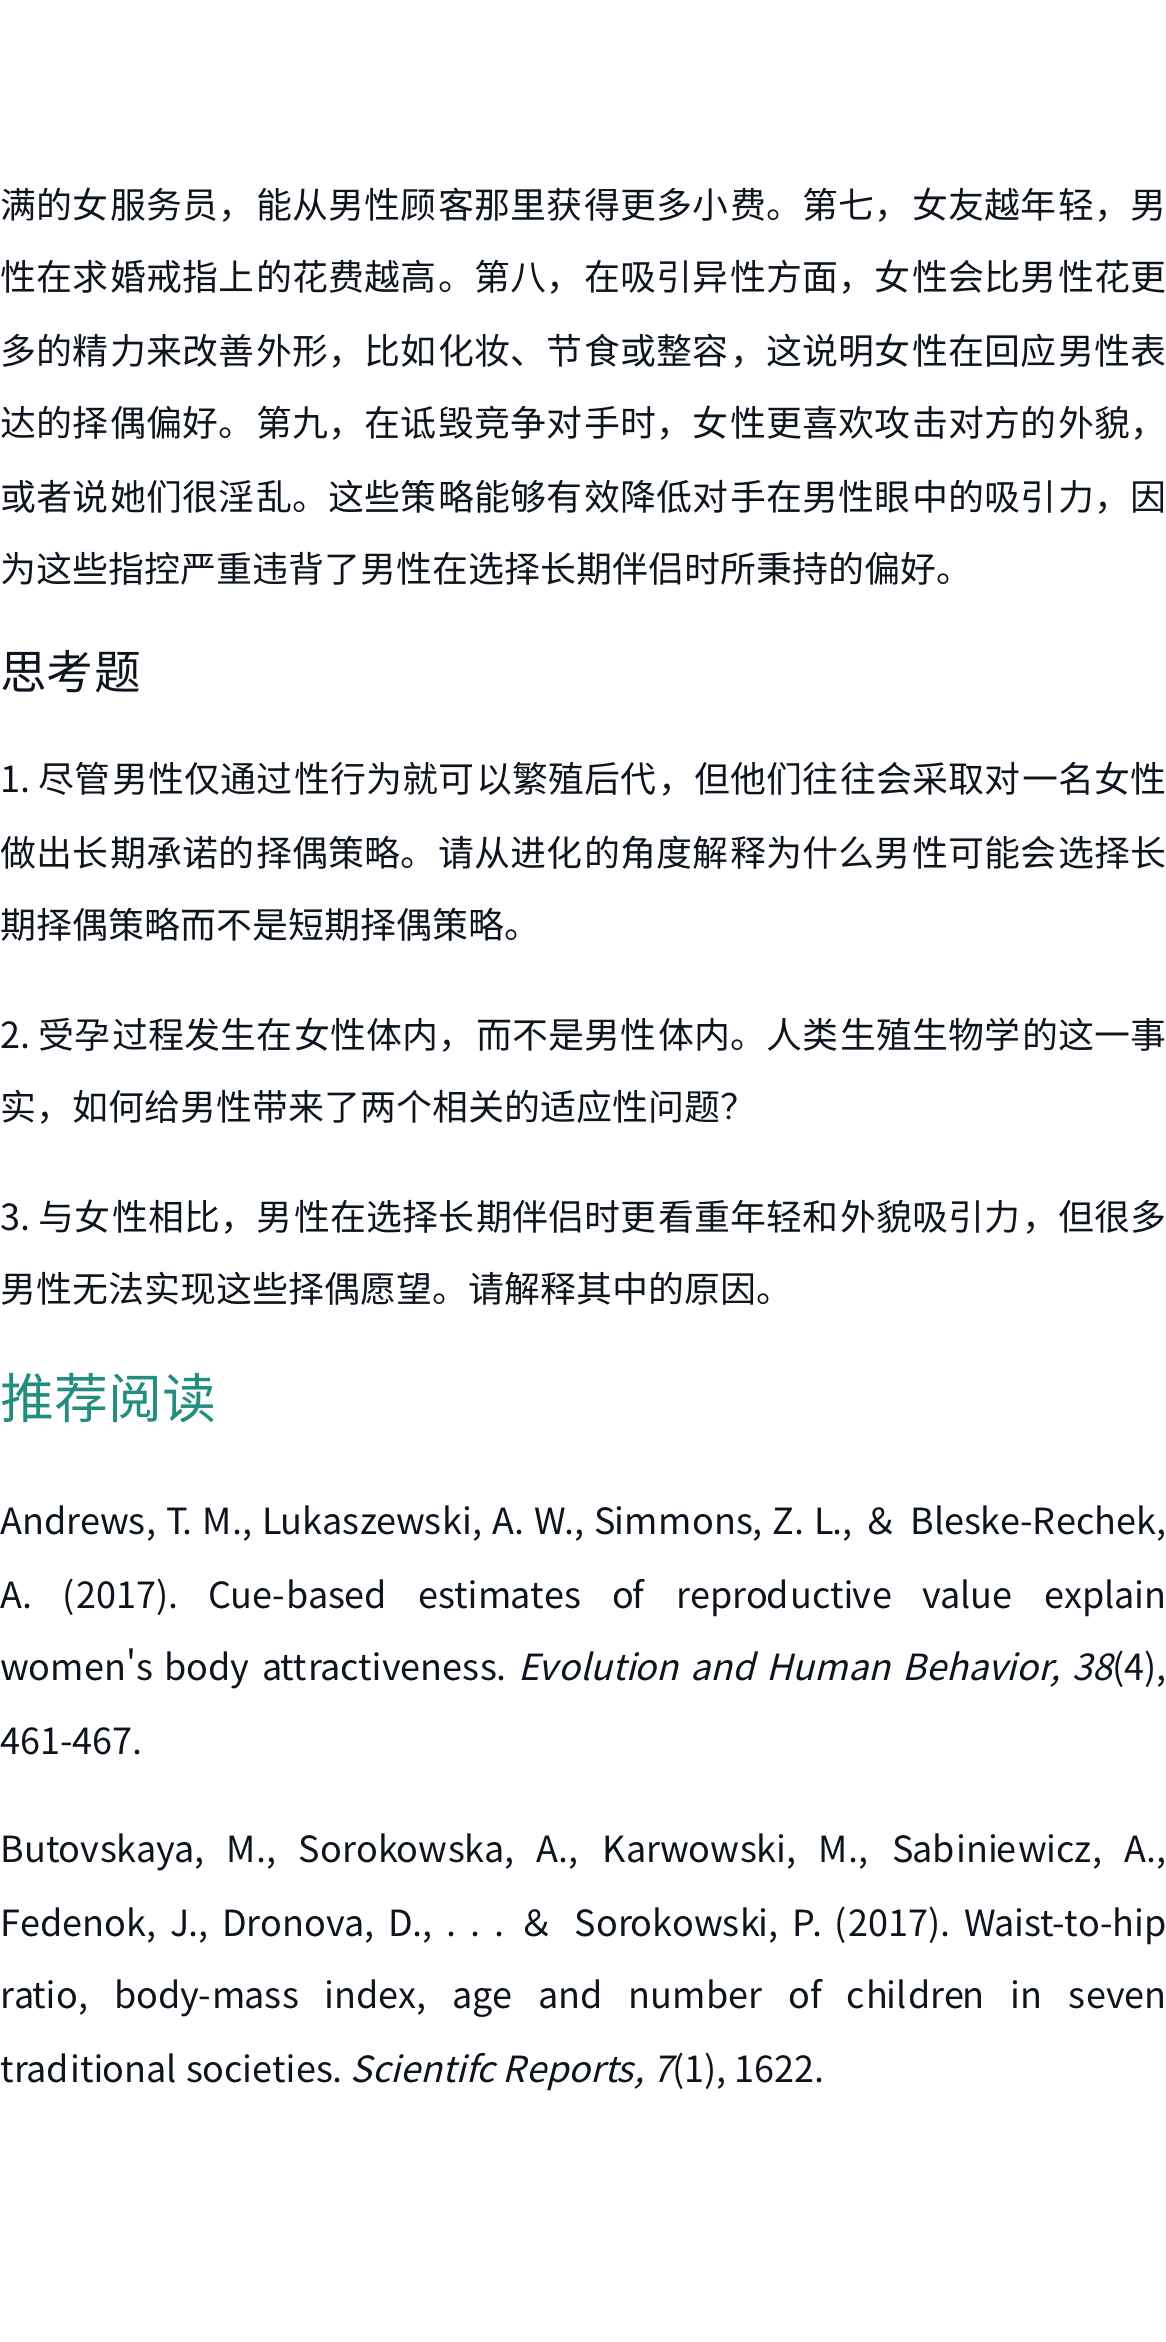 满的女服务员，能从男性顾客那里获得更多小费。第七，女友越年轻，男
性在求婚戒指上的花费越高。第八，在吸引异性方面，女性会比男性花更
多的精力来改善外形，比如化妆、节食或整容，这说明女性在回应男性表
达的择偶偏好。第九，在诋毁竞争对手时，女性更喜欢攻击对方的外貌，
或者说她们很淫乱。这些策略能够有效降低对手在男性眼中的吸引力，因
为这些指控严重违背了男性在选择长期伴侣时所秉持的偏好。
思考题
1. 尽管男性仅通过性行为就可以繁殖后代，但他们往往会采取对一名女性
做出长期承诺的择偶策略。请从进化的角度解释为什么男性可能会选择长
期择偶策略而不是短期择偶策略。
2. 受孕过程发生在女性体内，而不是男性体内。人类生殖生物学的这一事
实，如何给男性带来了两个相关的适应性问题？
3. 与女性相比，男性在选择长期伴侣时更看重年轻和外貌吸引力，但很多
男性无法实现这些择偶愿望。请解释其中的原因。
推荐阅读
Andrews, T. M., Lukaszewski, A. W., Simmons, Z. L., & Bleske-Rechek,
A. (2017). Cue-based estimates of reproductive value explain
women's body attractiveness. Evolution and Human Behavior, 38(4),
461-467.
Butovskaya, M., Sorokowska, A., Karwowski, M., Sabiniewicz, A.,
Fedenok, J., Dronova, D., . . . & Sorokowski, P. (2017). Waist-to-hip
ratio, body-mass index, age and number of children in seven
traditional societies. Scientifc Reports, 7(1), 1622.